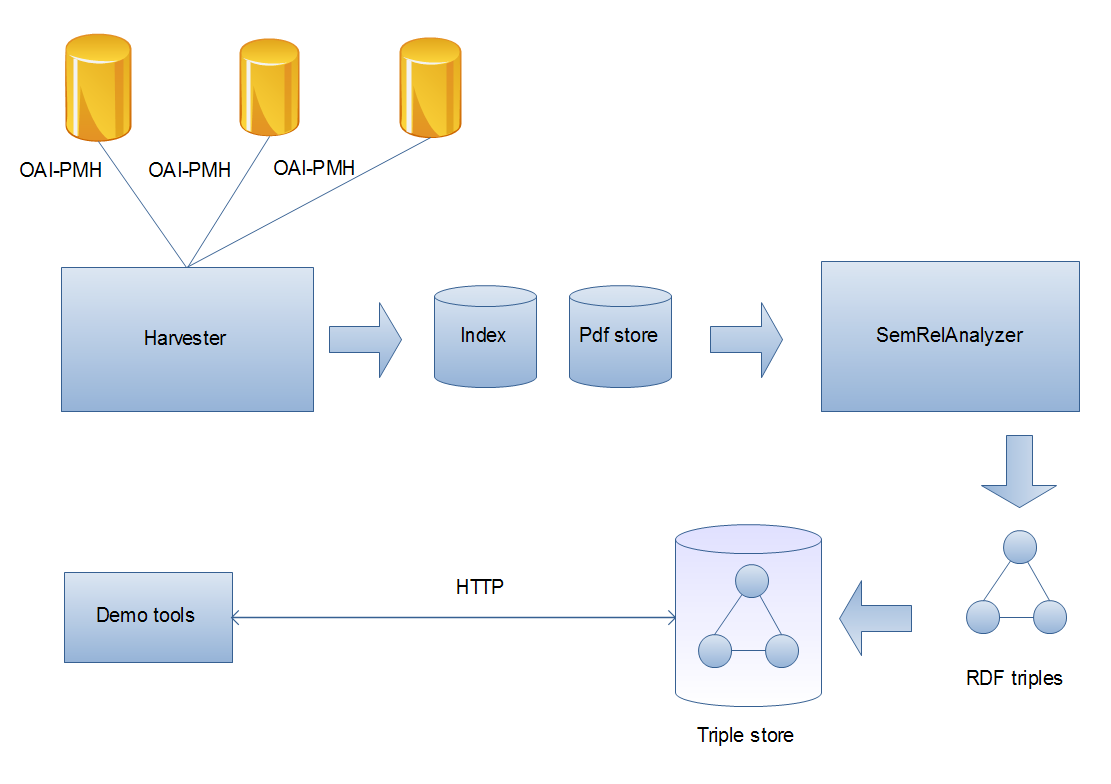 OAI-PMH
OAI-PMH
OAI-PMH
Harvester
Index
Pdf store
SemRelAnalyzer
HTTP
Demo tools
RDF triples
Triple store